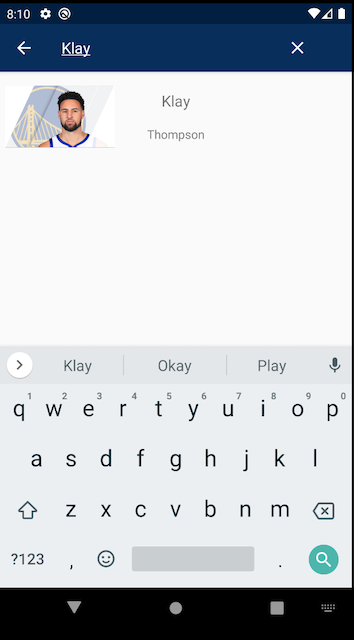 8:10
Klay
Klay
Thompson
Klay Okay Play
1 2 3 4 5 6 7 8 9 0
q w e r t y u i o p
a s d f g h j k l
z x c v b n m
?123 , .